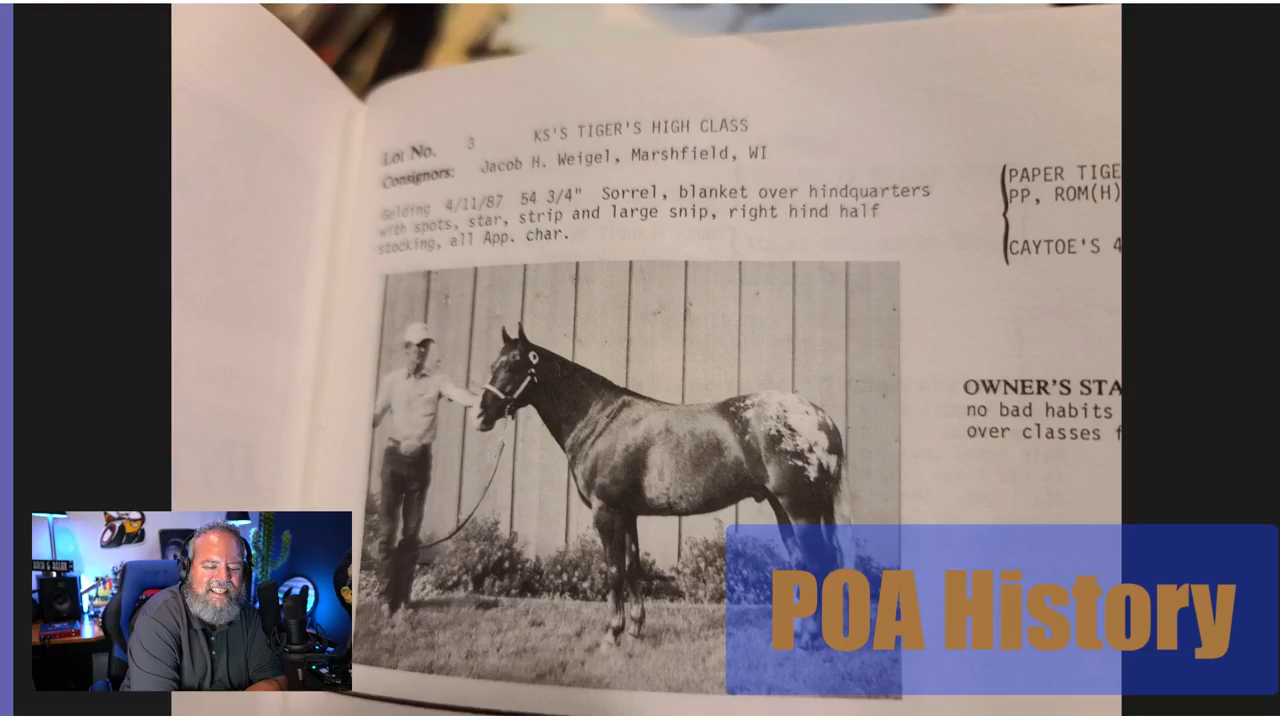 Lot No. 3 KS'S TIGER'S HIGH CLASS
Consignors: Jacob H. Weigel, Marshfield, WI
Gelding 4/11/87 54 3/4" Sorrel, blanket over hindquarters
with spots, star, strip and large snip, right hind half
stocking, all App. char.
PAPER TIGE
PP, ROM(H)
CAYTOE'S 4
OWNER'S STA
no bad habits
over classes f
POA History